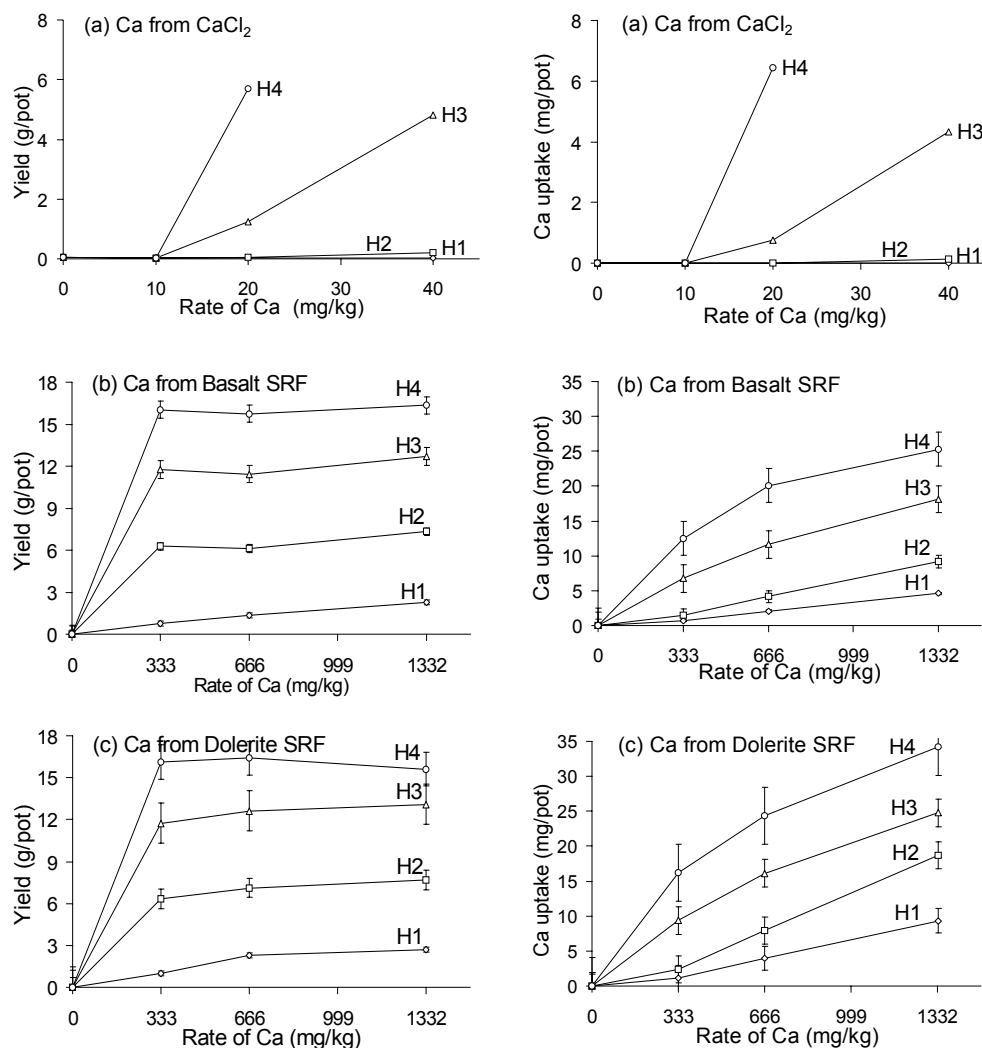 (a) Ca from CaCl₂
Yield (g/pot)
8
6
4
2
0
H4
H3
H2
H1
0 10 20 30 40
Rate of Ca (mg/kg)
(a) Ca from CaCl₂
Ca uptake (mg/pot)
8
6
4
2
0
H4
H3
H2
H1
0 10 20 30 40
Rate of Ca (mg/kg)
(b) Ca from Basalt SRF
Yield (g/pot)
18
15
12
9
6
3
0
H4
H3
H2
H1
0 333 666 999 1332
Rate of Ca (mg/kg)
(b) Ca from Basalt SRF
Ca uptake (mg/pot)
35
30
25
20
15
10
5
0
H4
H3
H2
H1
0 333 666 999 1332
Rate of Ca (mg/kg)
(c) Ca from Dolerite SRF
Yield (g/pot)
18
15
12
9
6
3
0
H4
H3
H2
H1
0 333 666 999 1332
Rate of Ca (mg/kg)
(c) Ca from Dolerite SRF
Ca uptake (mg/pot)
35
30
25
20
15
10
5
0
H4
H3
H2
H1
0 333 666 999 1332
Rate of Ca (mg/kg)